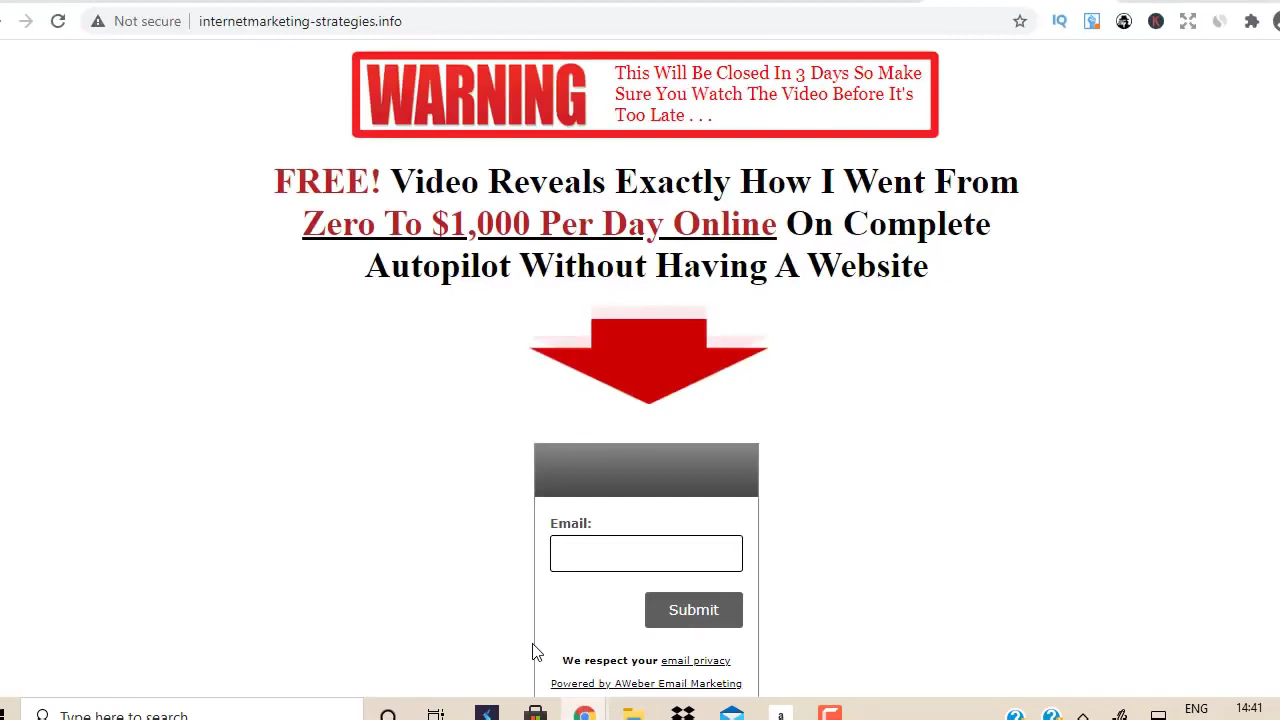 Not secure
internetmarketing-strategies.info
IQ
K
WARNING
This Will Be Closed In 3 Days So Make
Sure You Watch The Video Before It's
Too Late . . .
FREE! Video Reveals Exactly How I Went From
Zero To $1,000 Per Day Online On Complete
Autopilot Without Having A Website
Email:
Submit
We respect your email privacy
Powered by AWeber Email Marketing
Type here to search
a
ENG
14:41